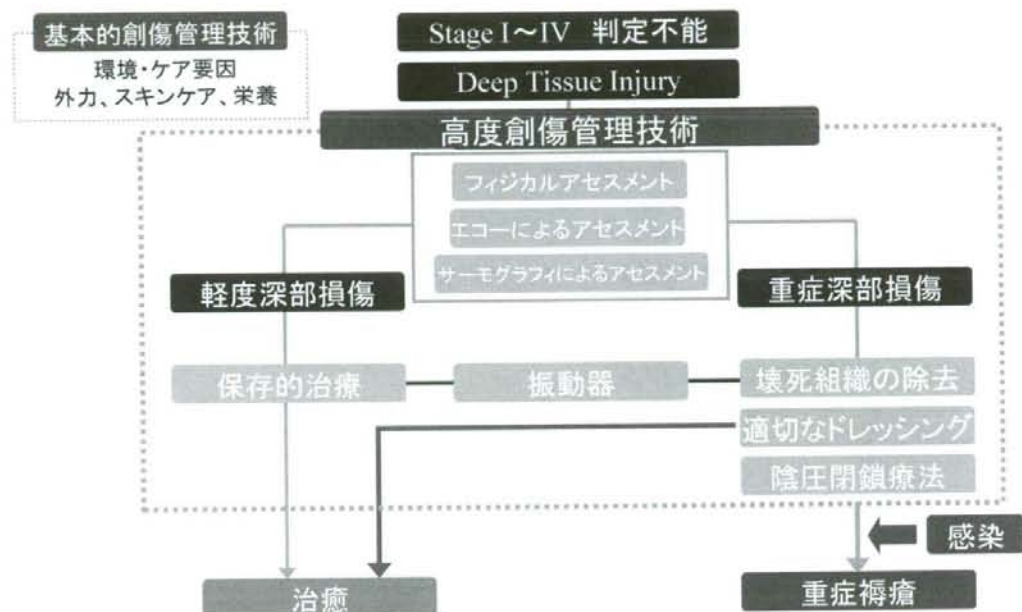 基本的創傷管理技術
環境・ケア要因
外力、スキンケア、栄養
Stage I～IV 判定不能
Deep Tissue Injury
高度創傷管理技術
フィジカルアセスメント
エコーによるアセスメント
サーモグラフィによるアセスメント
軽度深部損傷
重症深部損傷
保存的治療
振動器
壊死組織の除去
適切なドレッシング
陰圧閉鎖療法
感染
治癒
重症褥瘡